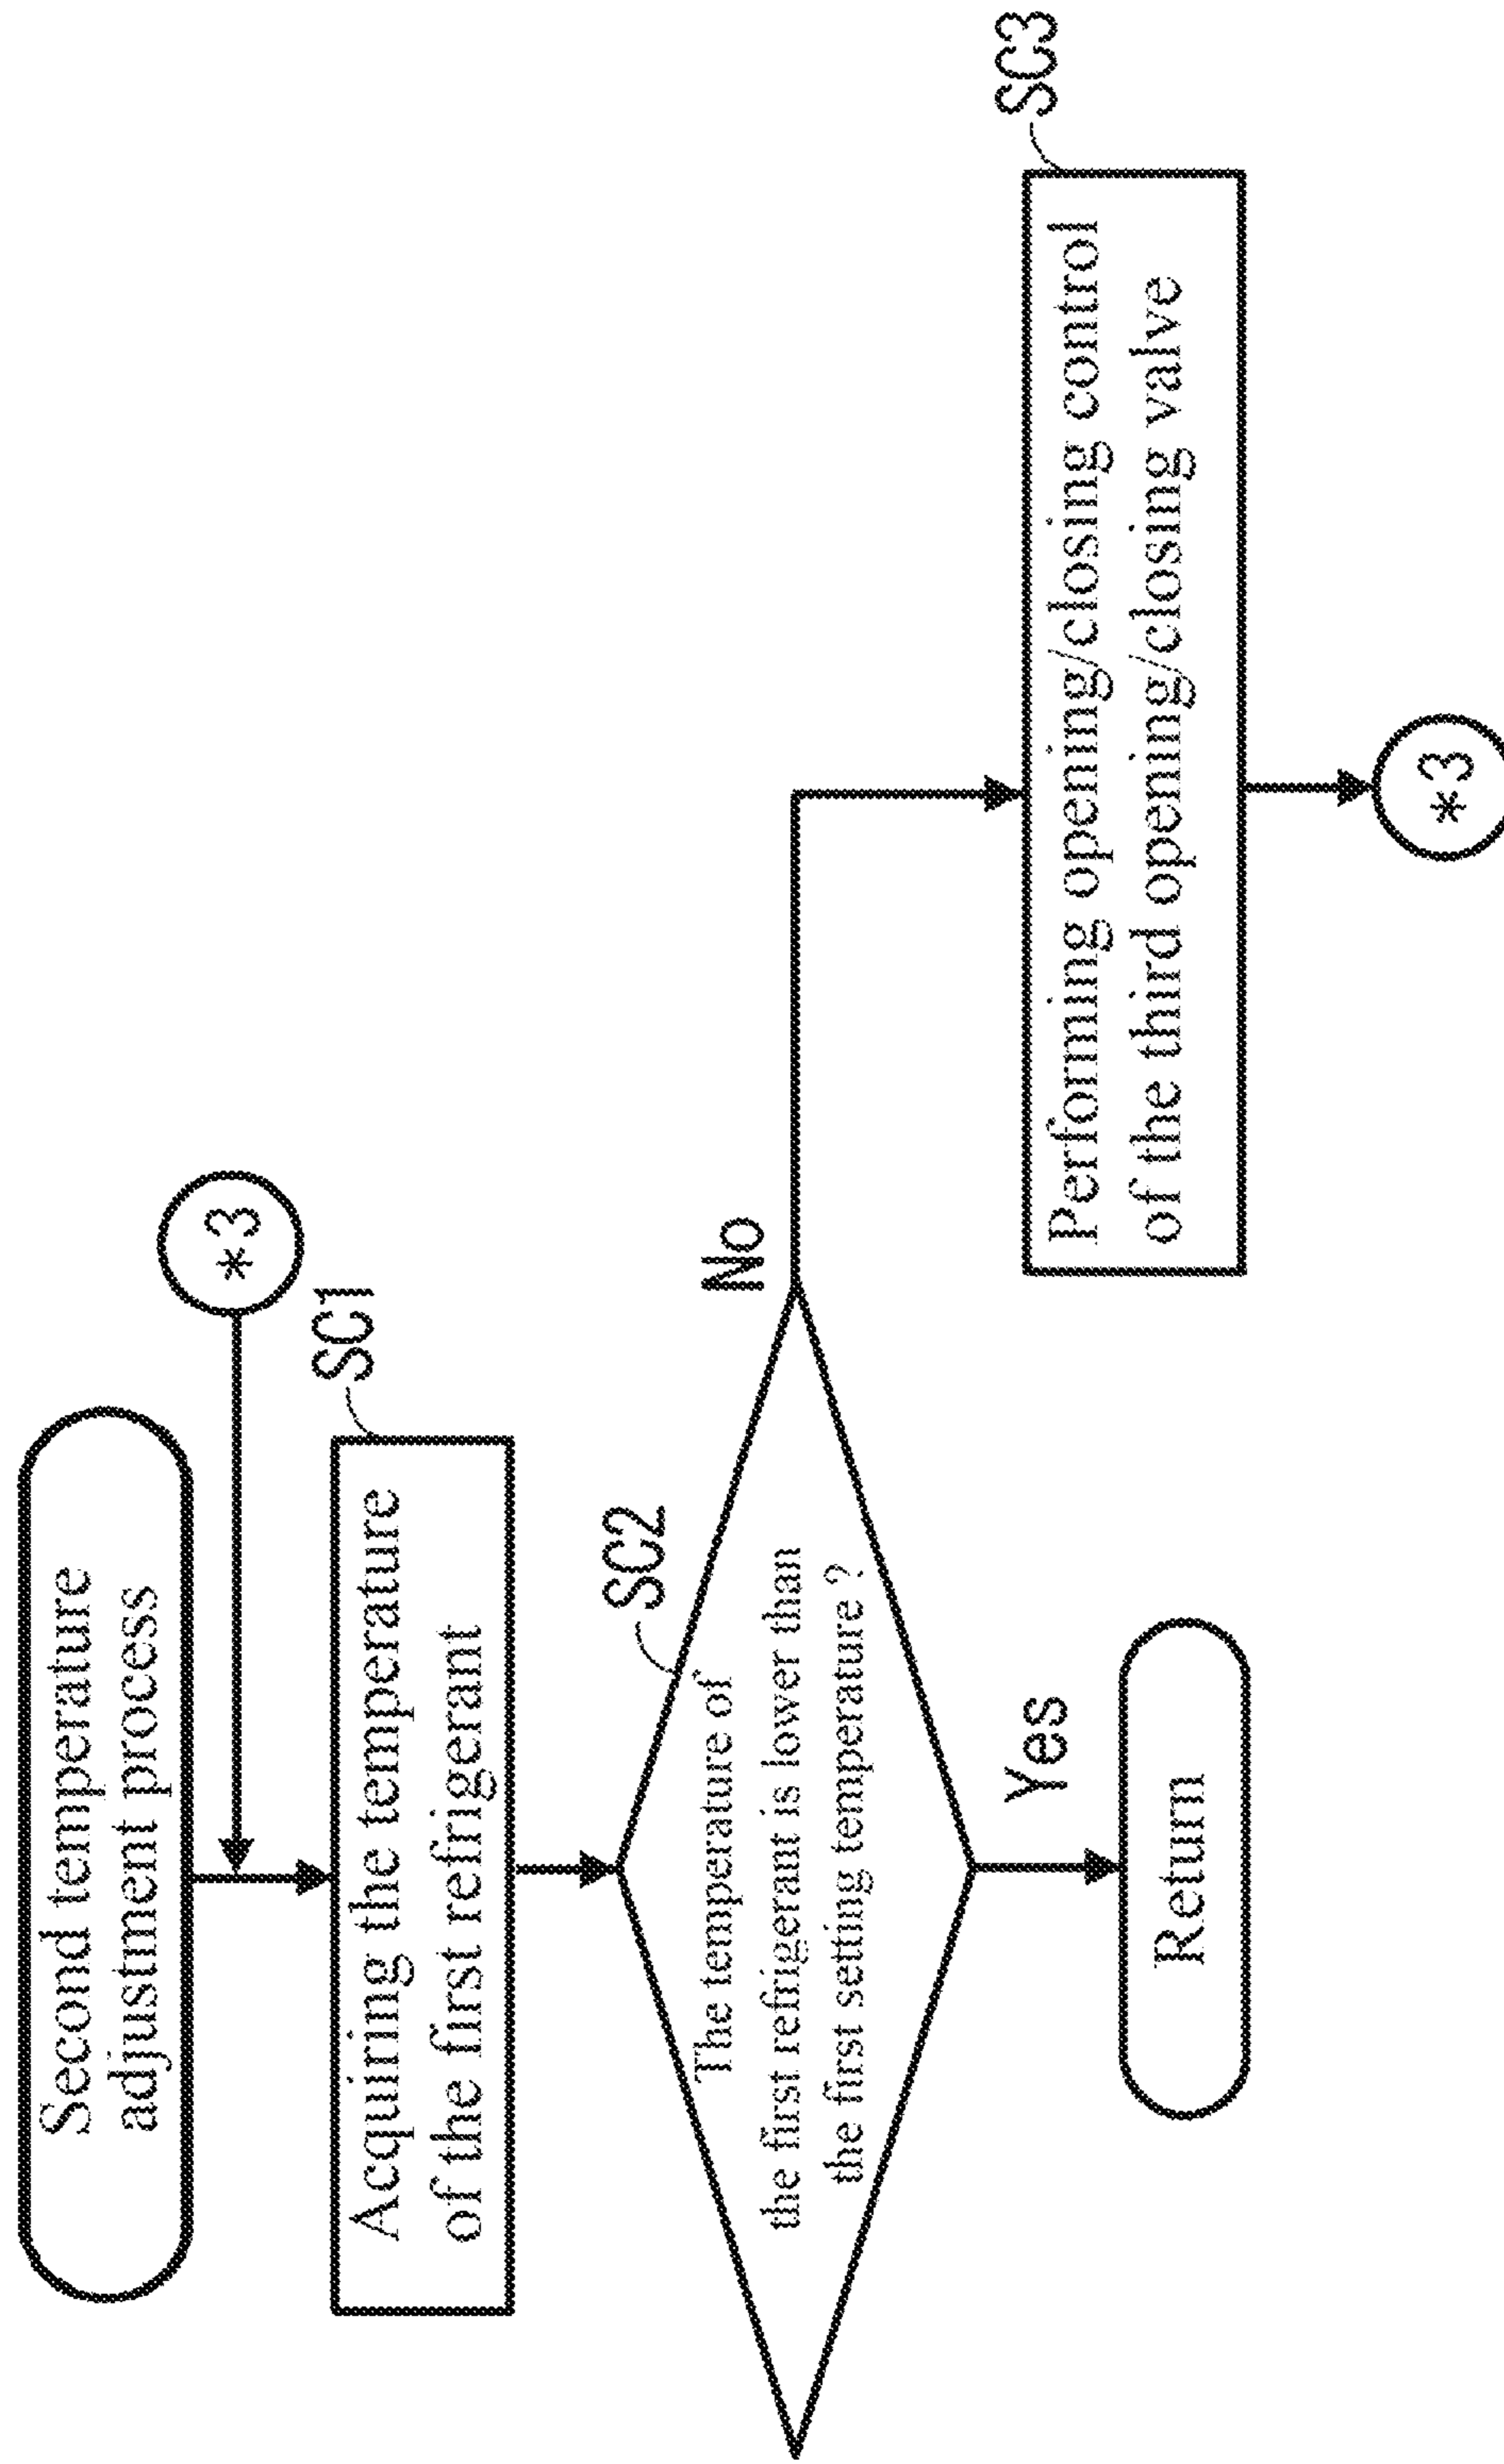 Second temperature
adjustment process
*3
SC1
Acquiring the temperature
of the first refrigerant
SC2
The temperature of
the first refrigerant is lower than
the first setting temperature ?
No
Yes
Return
SC3
Performing opening/closing control
of the third opening/closing valve
*3